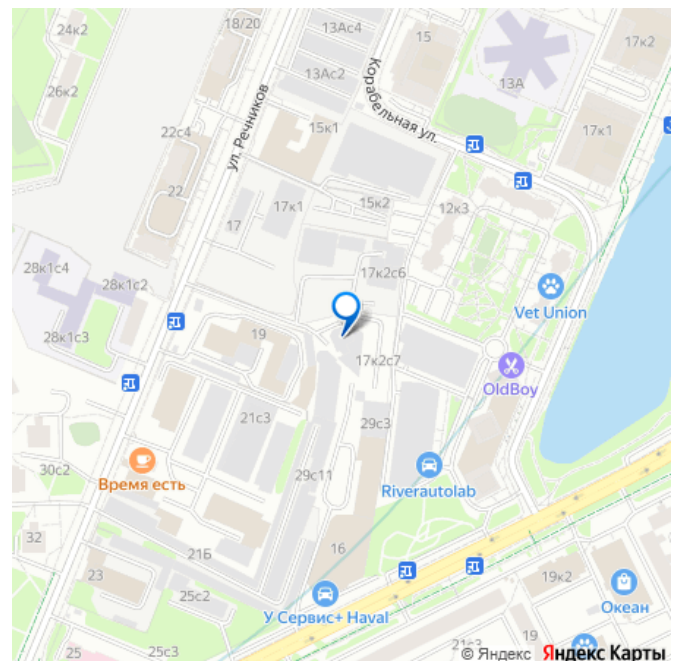 24к2
18/20
13Ас4
15
17к2
26к2
13Ас2
13А
Корабельная ул.
ул. Речников
22с4
15к1
17к1
22
15к2
12к3
17
17к1
28к1с4
17к2с6
28к1с2
Vet Union
28к1с3
19
17к2с7
OldBoy
21с3
29с3
30с2
Время есть
29с11
Riverautolab
32
21Б
16
23
25с2
19к2
У Сервис+ Haval
Океан
25
25с3
21с3
19
© Яндекс Яндекс Карты